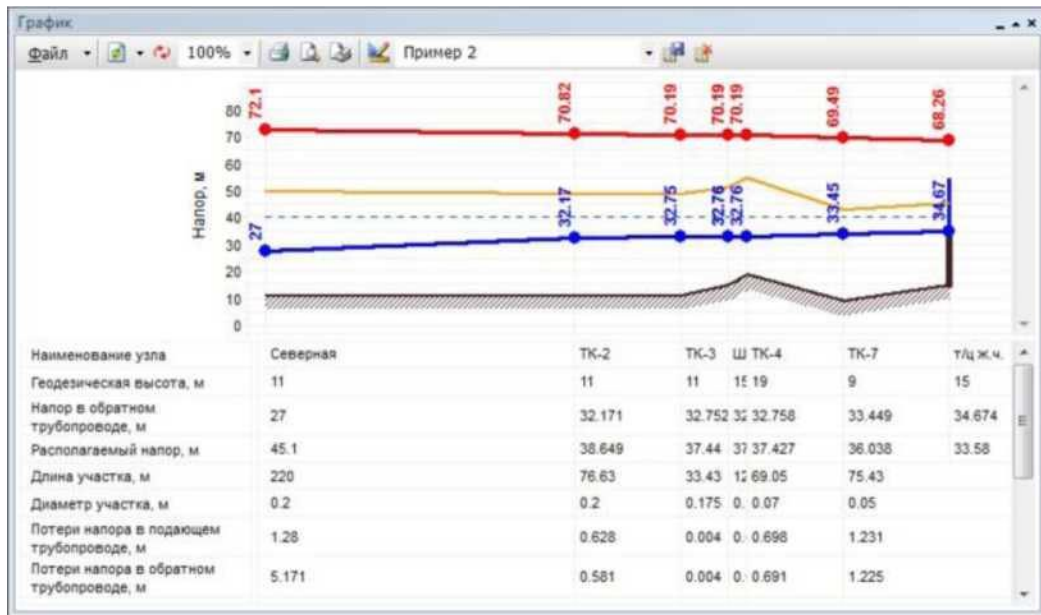 График
Файл 100% Пример 2
80
70
60
50
40
30
20
10
0
Напор, м
72.1 70.82 70.19 70.19 70.19 69.49 68.26
27 32.17 32.75 32.76 32.76 33.45 34.67
Наименование узла Северная ТК-2 ТК-3 Ш ТК-4 ТК-7 т/ц ж.ч.
Геодезическая высота, м 11 11 11 15 19 9 15
Напор в обратном
трубопроводе, м 27 32.171 32.752 32 32.758 33.449 34.674
Располагаемый напор, м 45.1 38.649 37.44 37 37.427 36.038 33.58
Длина участка, м 220 76.63 33.43 12 69.05 75.43
Диаметр участка, м 0.2 0.2 0.175 0. 0.07 0.05
Потери напора в подающем
трубопроводе, м 1.28 0.628 0.004 0. 0.698 1.231
Потери напора в обратном
трубопроводе, м 5.171 0.581 0.004 0. 0.691 1.225